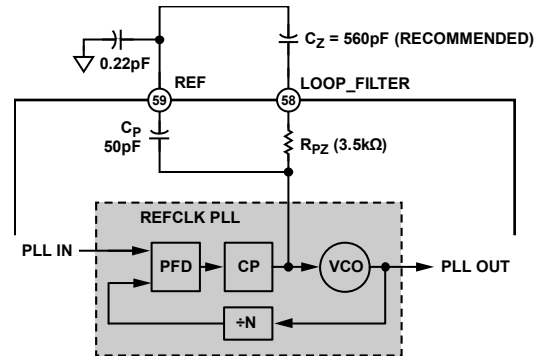 C_Z = 560pF (RECOMMENDED)
0.22pF
REF
LOOP_FILTER
59
58
C_P
50pF
R_PZ (3.5kΩ)
REFCLK PLL
PLL IN
PFD
CP
VCO
PLL OUT
÷N